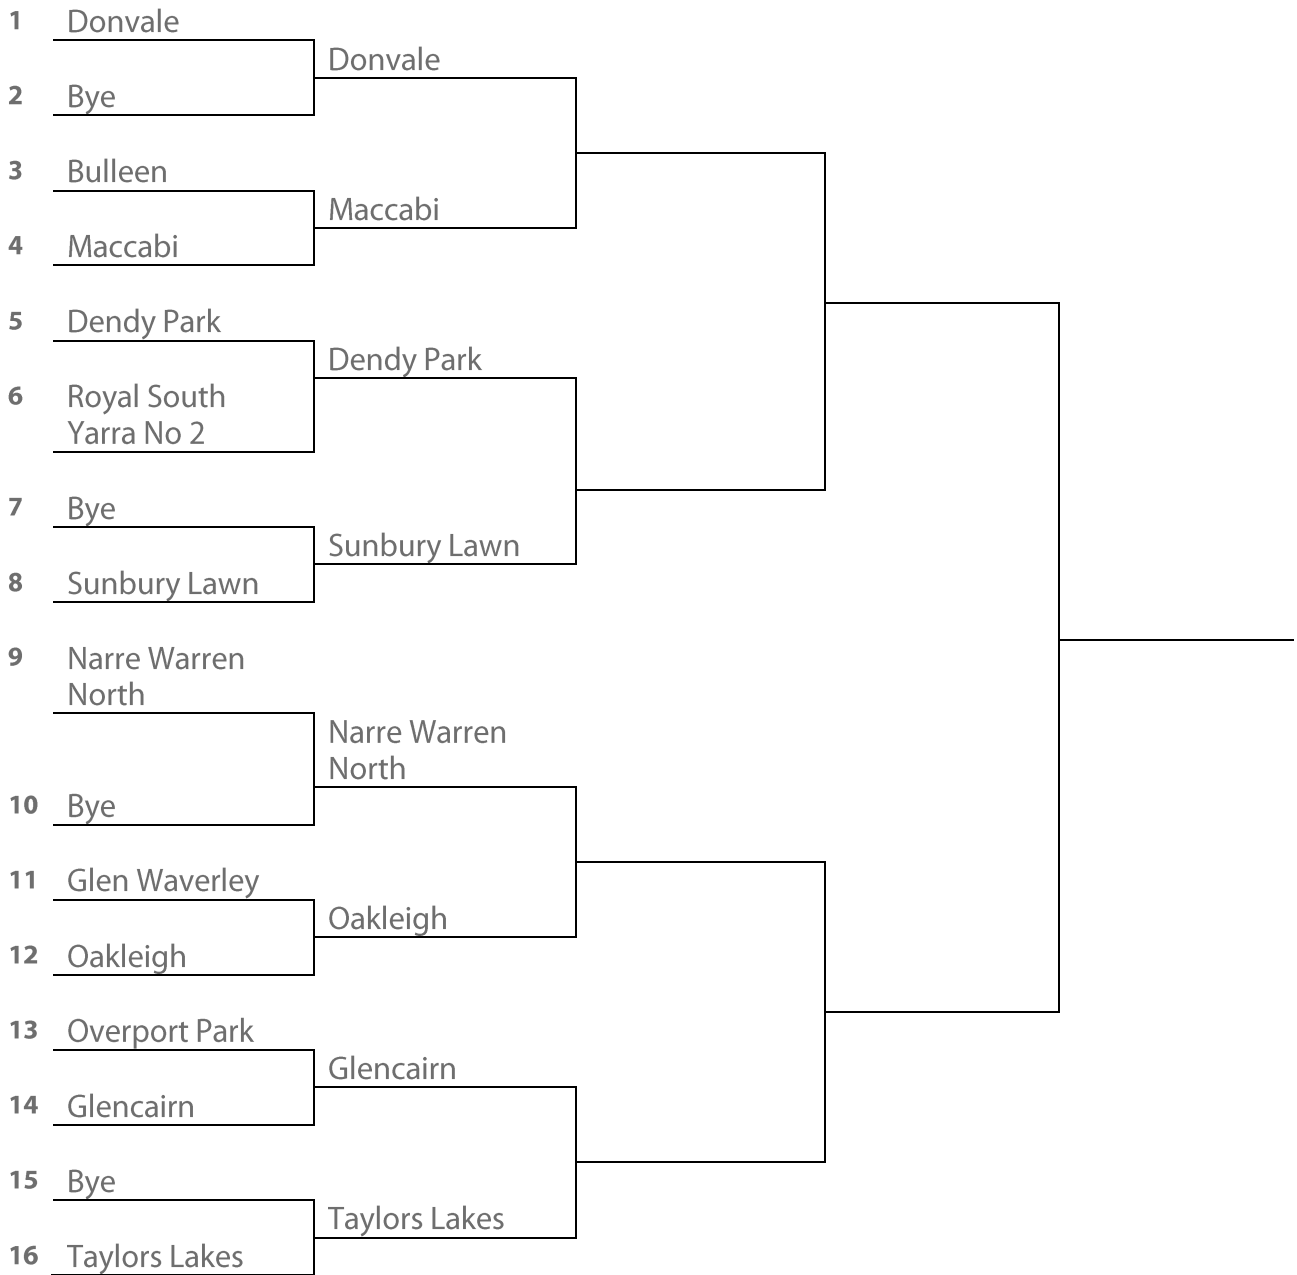 1 Donvale
Donvale
2 Bye
3 Bulleen
Maccabi
4 Maccabi
5 Dendy Park
Dendy Park
6 Royal South
Yarra No 2
7 Bye
Sunbury Lawn
8 Sunbury Lawn
9 Narre Warren
North
Narre Warren
North
10 Bye
11 Glen Waverley
Oakleigh
12 Oakleigh
13 Overport Park
Glencairn
14 Glencairn
15 Bye
Taylors Lakes
16 Taylors Lakes